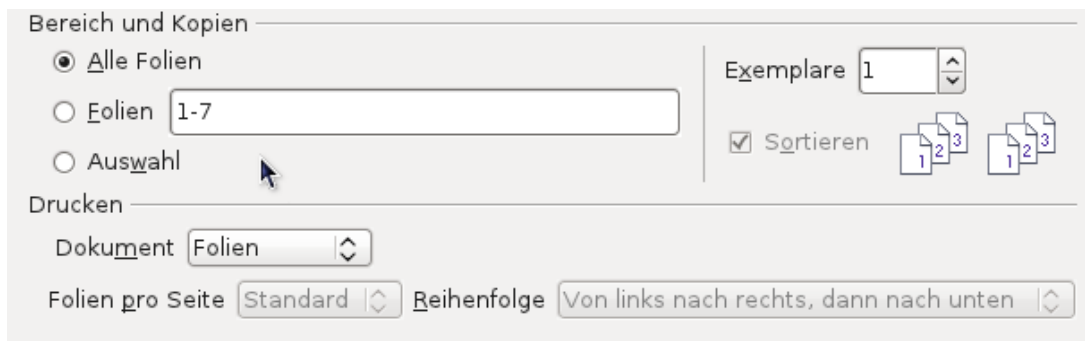 Bereich und Kopien
Alle Folien
Folien 1-7
Auswahl
Exemplare 1
Sortieren 1 2 3 1 2 3
Drucken
Dokument Folien
Folien pro Seite Standard Reihenfolge Von links nach rechts, dann nach unten